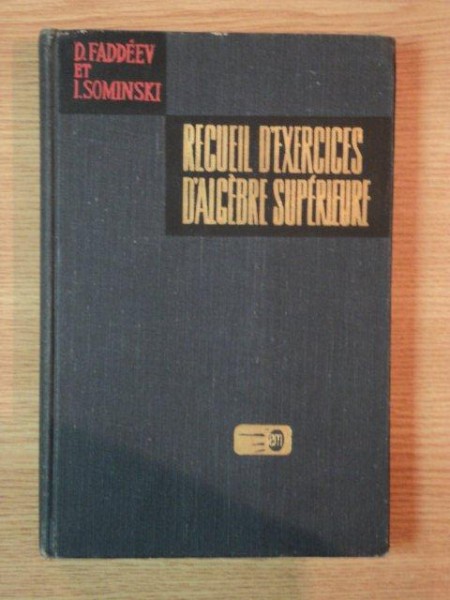 D. FADDÉEV
ET
I. SOMINSKI
RECUEIL D'EXERCICES
D'ALGÈBRE SUPÉRIEURE